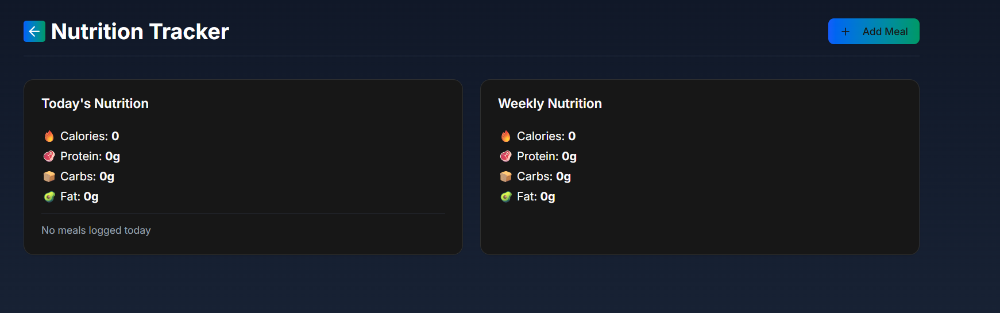 Nutrition Tracker
Add Meal
Today's Nutrition
Calories: 0
Protein: 0g
Carbs: 0g
Fat: 0g
No meals logged today
Weekly Nutrition
Calories: 0
Protein: 0g
Carbs: 0g
Fat: 0g